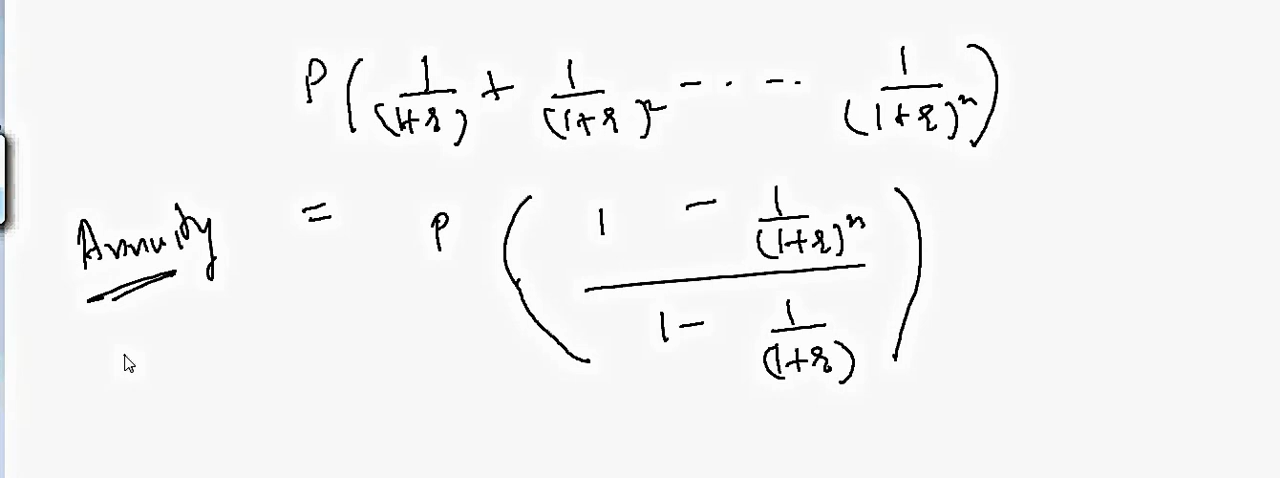 P ( 1/(1+r) + 1/(1+r)^2 - . - . 1/(1+r)^n )
Annuity = P ( (1 - 1/(1+r)^n) / (1 - 1/(1+r)) )